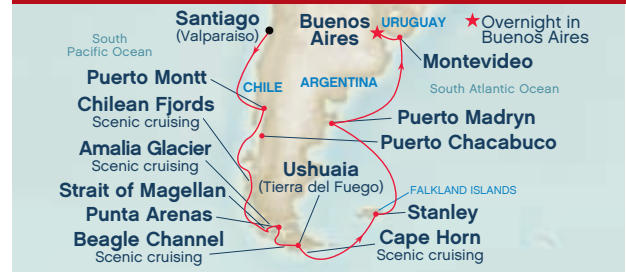 Santiago
(Valparaiso)
Buenos
Aires
URUGUAY
★Overnight in
Buenos Aires
South
Pacific Ocean
Montevideo
Puerto Montt
CHILE
ARGENTINA
South Atlantic Ocean
Chilean Fjords
Scenic cruising
Puerto Madryn
Puerto Chacabuco
Amalia Glacier
Scenic cruising
Ushuaia
(Tierra del Fuego)
Strait of Magellan
FALKLAND ISLANDS
Punta Arenas
Stanley
Beagle Channel
Scenic cruising
Cape Horn
Scenic cruising